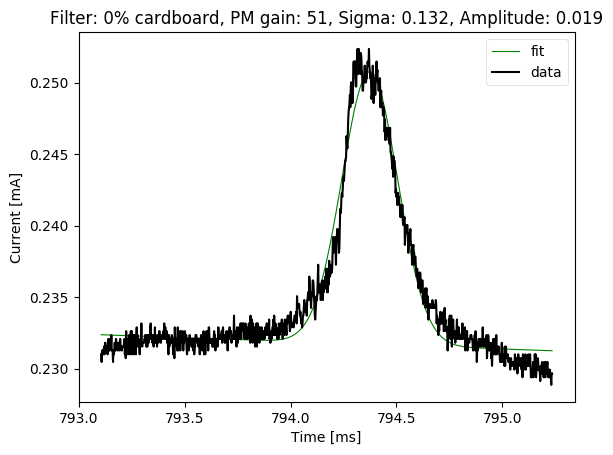 Filter: 0% cardboard, PM gain: 51, Sigma: 0.132, Amplitude: 0.019
fit
data
0.250
0.245
0.240
0.235
0.230
Current [mA]
793.0 793.5 794.0 794.5 795.0
Time [ms]